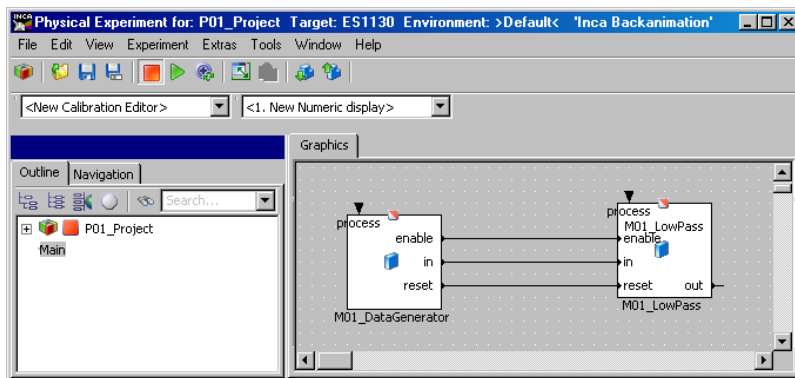 Physical Experiment for: P01_Project Target: ES1130 Environment: >Default< 'Inca Backanimation'
File Edit View Experiment Extras Tools Window Help
<New Calibration Editor> <1. New Numeric display>
Graphics
Outline Navigation
Search...
P01_Project
Main
process
enable
in
reset
M01_DataGenerator
process
M01_LowPass
enable
in
reset out
M01_LowPass